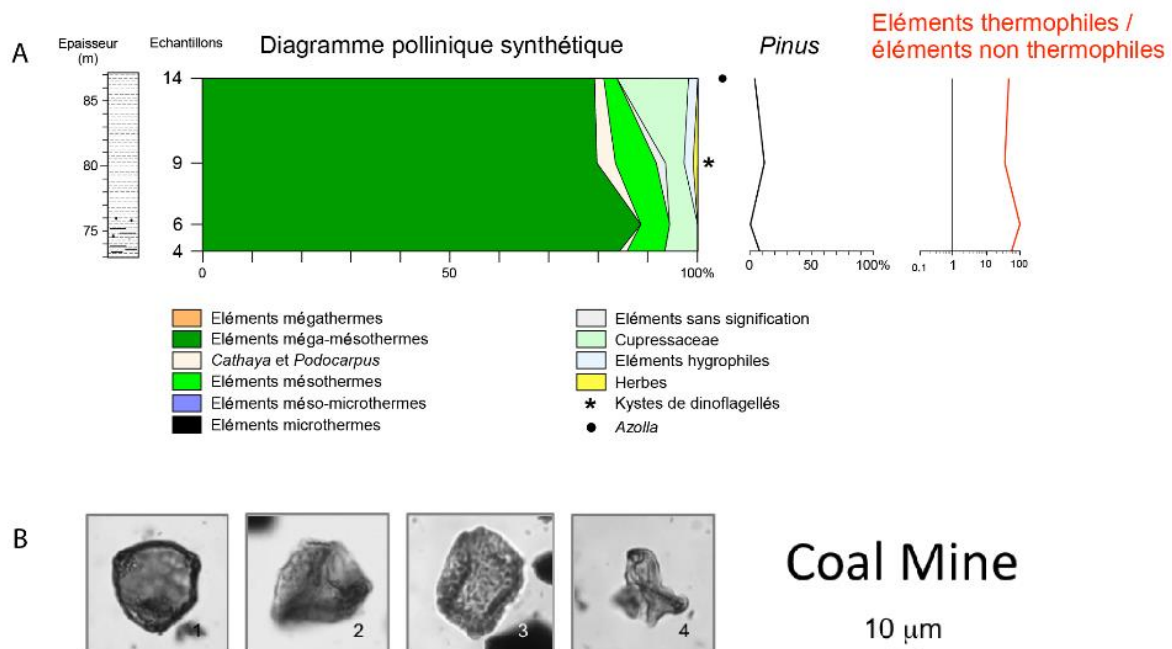 A
Epaisseur
(m)
Echantillons
Diagramme pollinique synthétique
Pinus
Eléments thermophiles /
éléments non thermophiles
85
80
75
14
9
6
4
*
0
50
100%
0
50
100%
0.1
1
10
100
Eléments mégathermes
Eléments méga-mésothermes
Cathaya et Podocarpus
Eléments mésothermes
Eléments méso-microthermes
Eléments microthermes
Eléments sans signification
Cupressaceae
Eléments hygrophiles
Herbes
* Kystes de dinoflagellés
● Azolla
B
1
2
3
4
Coal Mine
10 µm